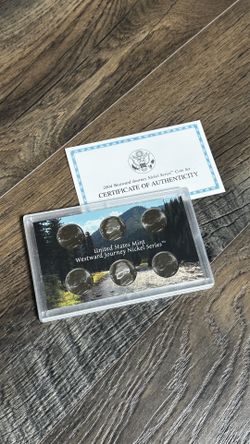 2004 Westward Journey Nickel Series™ Coin Set
CERTIFICATE OF AUTHENTICITY
United States Mint
Westward Journey Nickel Series™